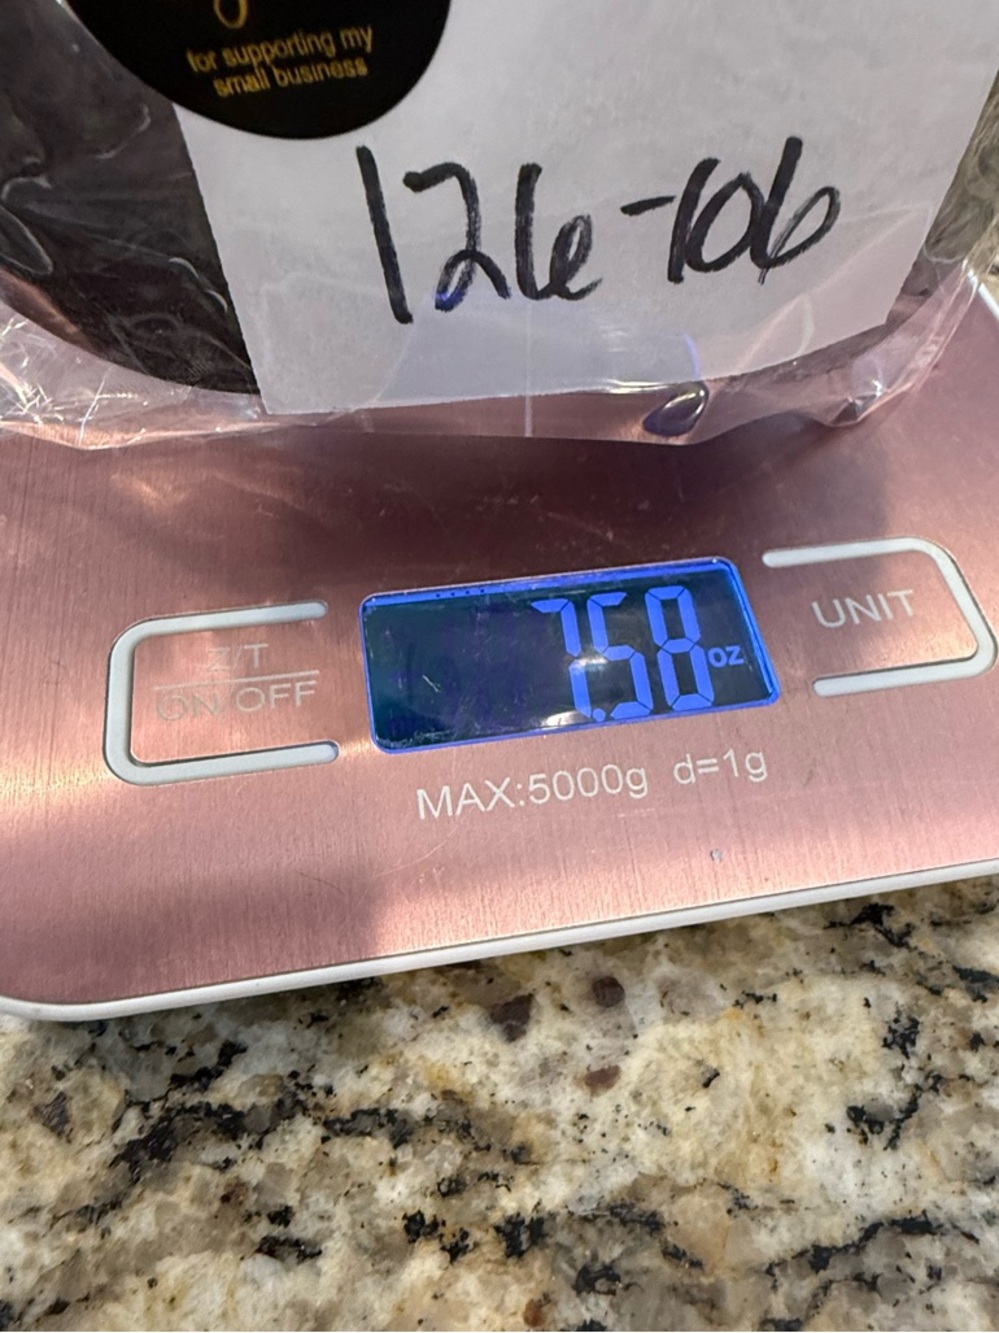 for supporting my
small business
126-106
7.58 oz
UNIT
Z/T
ON/OFF
MAX:5000g d=1g